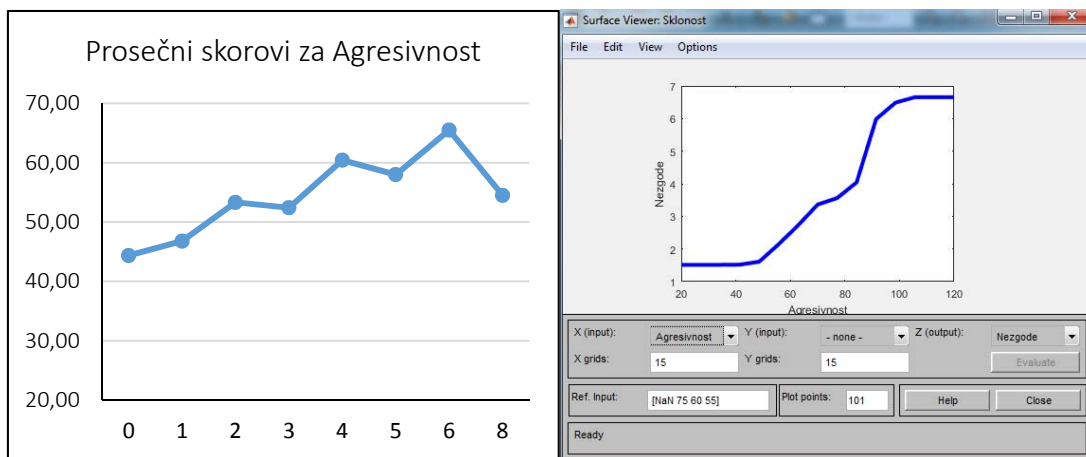 Prosečni skorovi za Agresivnost
70,00
60,00
50,00
40,00
30,00
20,00
0 1 2 3 4 5 6 8
Surface Viewer: Sklonost
File Edit View Options
7
6
5
4
3
2
1
Nezgode
20 40 60 80 100 120
Agresivnost
X (input): Agresivnost Y (input): - none - Z (output): Nezgode
X grids: 15 Y grids: 15 Evaluate
Ref. Input: [NaN 75 60 55] Plot points: 101 Help Close
Ready